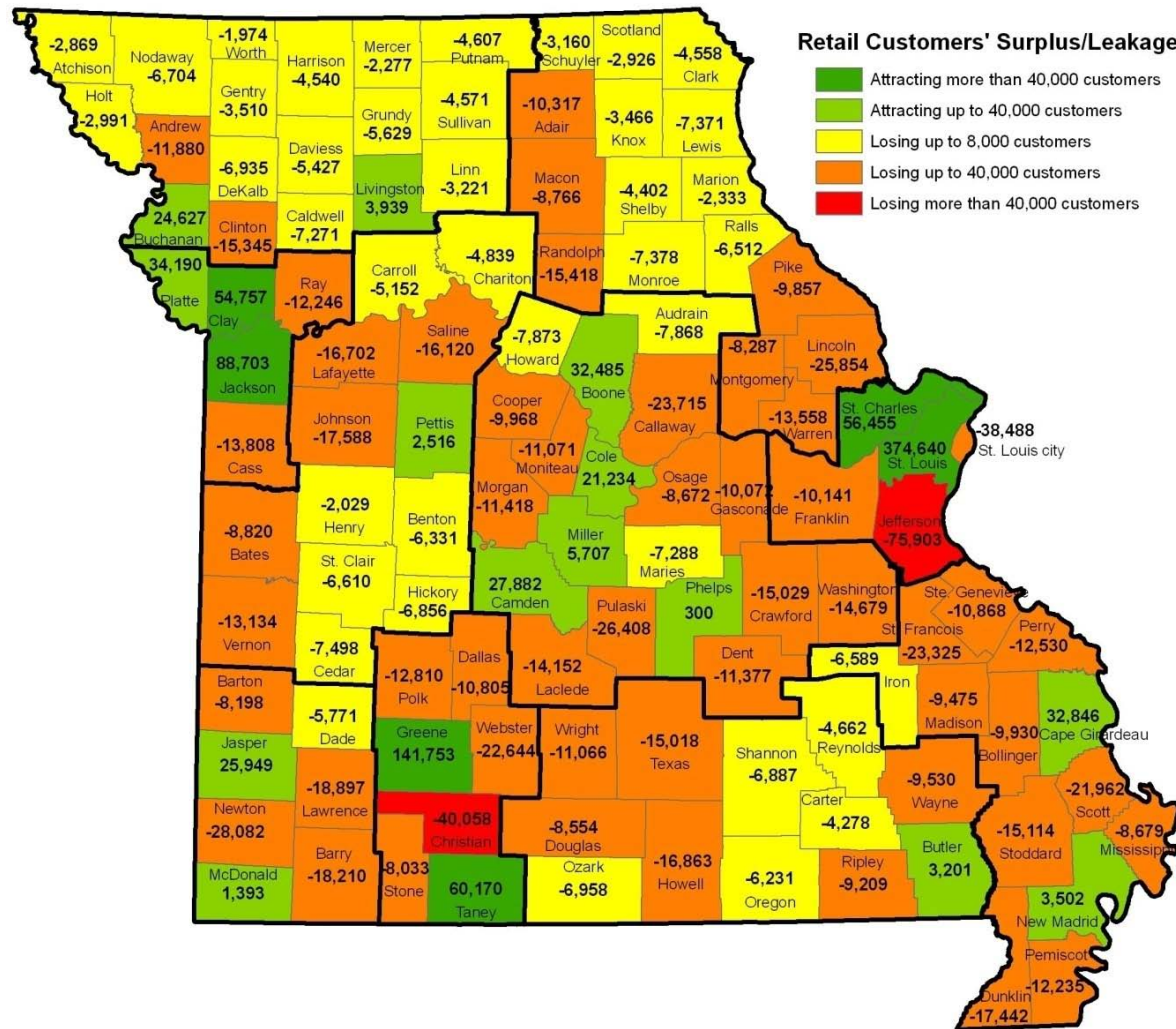 Retail Customers' Surplus/Leakage
Attracting more than 40,000 customers
Attracting up to 40,000 customers
Losing up to 8,000 customers
Losing up to 40,000 customers
Losing more than 40,000 customers
-2,869
Atchison
Nodaway
-6,704
-1,974
Worth
Harrison
-4,540
Mercer
-2,277
-4,607
Putnam
-3,160
Schuyler
Scotland
-2,926
-4,558
Clark
Holt
-2,991
Andrew
-11,880
Gentry
-3,510
Grundy
-5,629
-4,571
Sullivan
-10,317
Adair
-3,466
Knox
-7,371
Lewis
-6,935
DeKalb
Daviess
-5,427
Livingston
3,939
Linn
-3,221
Macon
-8,766
-4,402
Shelby
Marion
-2,333
24,627
Buchanan
Clinton
-15,345
Caldwell
-7,271
Carroll
-5,152
-4,839
Chariton
Randolph
-15,418
-7,378
Monroe
Ralls
-6,512
Pike
-9,857
34,190
Platte
54,757
Clay
Ray
-12,246
88,703
Jackson
-16,702
Lafayette
Saline
-16,120
-7,873
Howard
32,485
Boone
Audrain
-7,868
-8,287
Montgomery
Lincoln
-25,854
-13,808
Cass
Johnson
-17,588
Pettis
2,516
Cooper
-9,968
-11,071
Moniteau
Cole
21,234
-23,715
Callaway
-13,558
Warren
St. Charles
56,455
374,640
St. Louis
-38,488
St. Louis city
-8,820
Bates
-2,029
Henry
Benton
-6,331
Morgan
-11,418
Miller
5,707
Osage
-8,672
-10,072
Gasconade
-10,141
Franklin
Jefferson
-75,903
-13,134
Vernon
St. Clair
-6,610
Hickory
-6,856
27,882
Camden
-7,288
Maries
Pulaski
-26,408
Phelps
300
-15,029
Crawford
Washington
-14,679
Ste. Genevieve
-10,868
St. Francois
-23,325
Perry
-12,530
-7,498
Cedar
-12,810
Polk
Dallas
-10,805
-14,152
Laclede
Dent
-11,377
-6,589
Iron
-9,475
Madison
-9,930
Bollinger
32,846
Cape Girardeau
Barton
-8,198
-5,771
Dade
Greene
141,753
Webster
-22,644
Wright
-11,066
-15,018
Texas
Shannon
-6,887
-4,662
Reynolds
-9,530
Wayne
Jasper
25,949
-18,897
Lawrence
-40,058
Christian
-8,554
Douglas
Carter
-4,278
-21,962
Scott
-8,679
Mississippi
Newton
-28,082
Barry
-18,210
-8,033
Stone
60,170
Taney
Ozark
-6,958
-16,863
Howell
-6,231
Oregon
Ripley
-9,209
Butler
3,201
-15,114
Stoddard
McDonald
1,393
3,502
New Madrid
Pemiscot
-12,235
Dunklin
-17,442